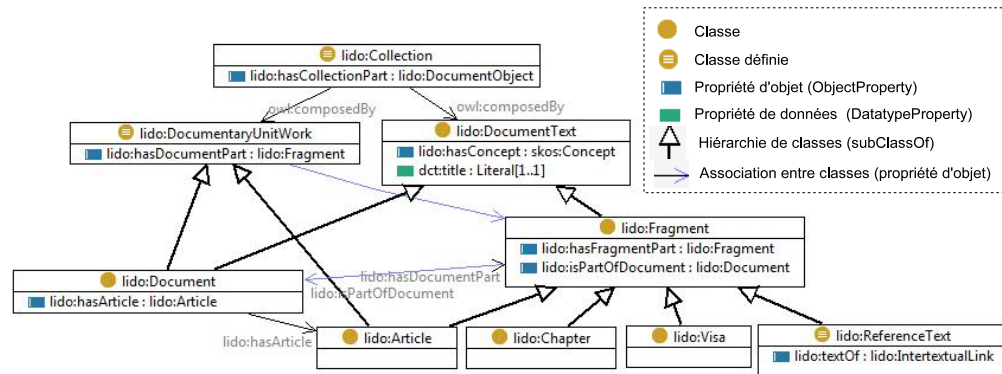 lido:Collection
lido:hasCollectionPart : lido:DocumentObject
owl:composedBy
owl:composedBy
lido:DocumentaryUnitWork
lido:hasDocumentPart : lido:Fragment
lido:DocumentText
lido:hasConcept : skos:Concept
dct:title : Literal[1..1]
Classe
Classe définie
Propriété d'objet (ObjectProperty)
Propriété de données (DatatypeProperty)
Hiérarchie de classes (subClassOf)
Association entre classes (propriété d'objet)
lido:Fragment
lido:hasFragmentPart : lido:Fragment
lido:isPartOfDocument : lido:Document
lido:Document
lido:hasArticle : lido:Article
lido:hasDocumentPart
lido:isPartOfDocument
lido:hasArticle
lido:Article
lido:Chapter
lido:Visa
lido:ReferenceText
lido:textOf : lido:IntertextualLink